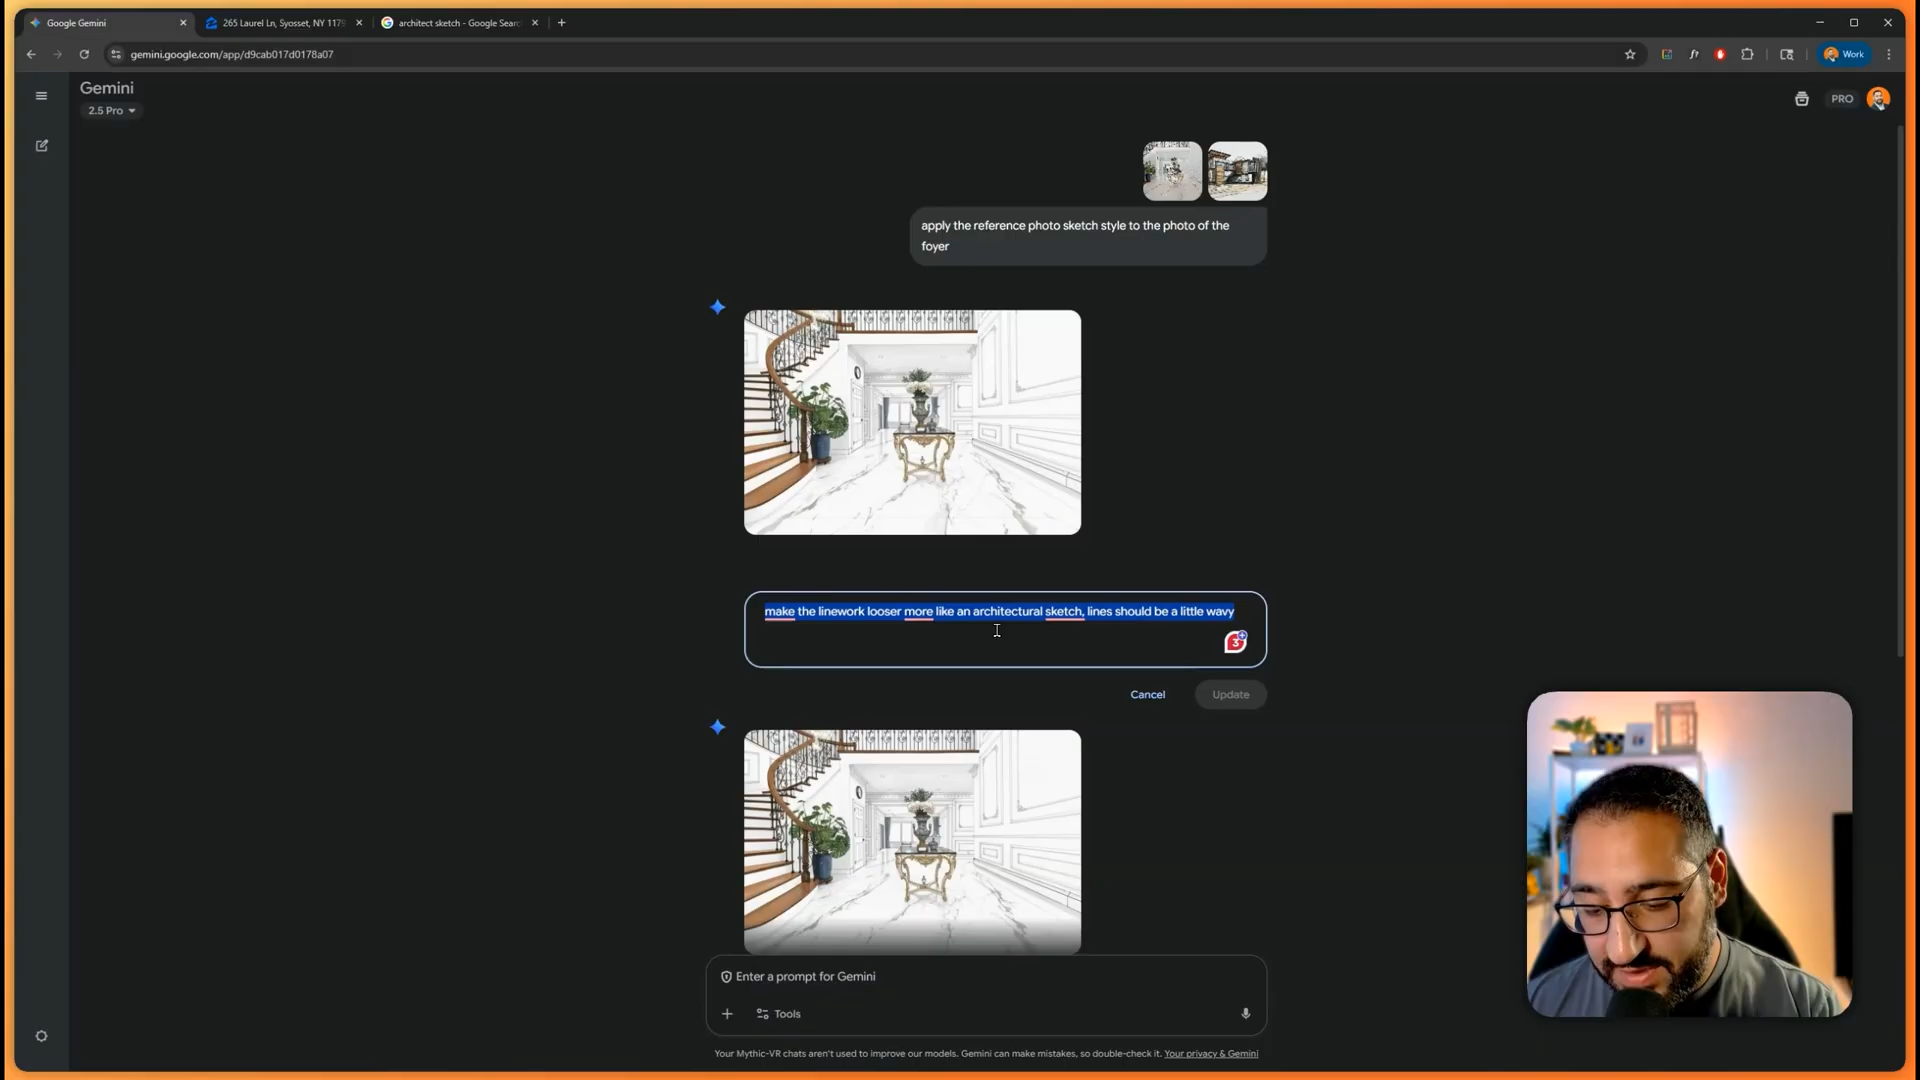 Google Gemini
265 Laurel Ln, Syosset, NY 1179
architect sketch - Google Sear
gemini.google.com/app/d9cab017d0178a07
Work
Gemini
2.5 Pro
PRO
apply the reference photo sketch style to the photo of the
foyer
make the linework looser more like an architectural sketch, lines should be a little wavy
3
Cancel
Update
Enter a prompt for Gemini
Tools
Your Mythic-VR chats aren't used to improve our models. Gemini can make mistakes, so double-check it. Your privacy & Gemini